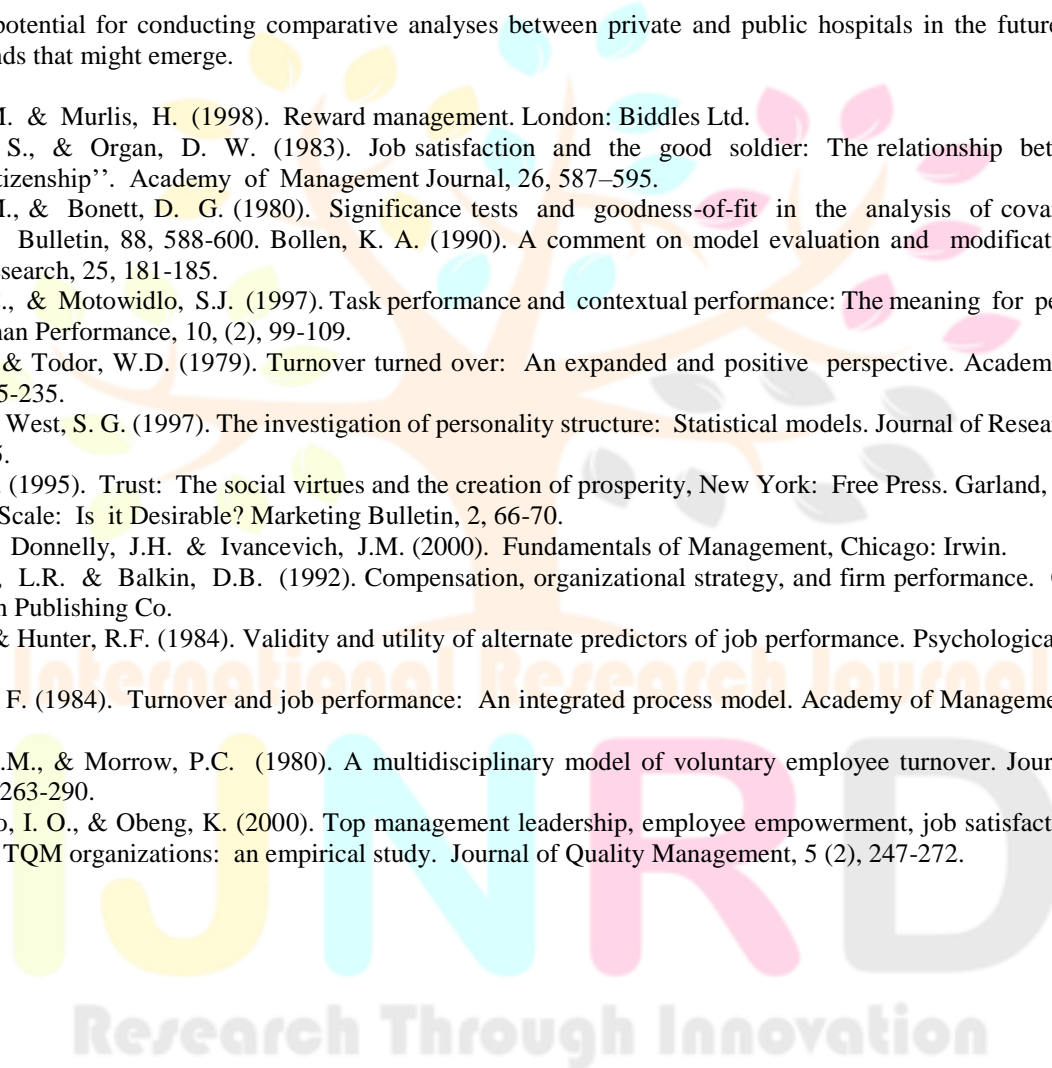 potential for conducting comparative analyses between private and public hospitals in the future
nds that might emerge.
M. & Murlis, H. (1998). Reward management. London: Biddles Ltd.
S., & Organ, D. W. (1983). Job satisfaction and the good soldier: The relationship bet
tizenship’’. Academy of Management Journal, 26, 587–595.
M., & Bonett, D. G. (1980). Significance tests and goodness-of-fit in the analysis of cova
Bulletin, 88, 588-600. Bollen, K. A. (1990). A comment on model evaluation and modificat
search, 25, 181-185.
., & Motowidlo, S.J. (1997). Task performance and contextual performance: The meaning for pe
nan Performance, 10, (2), 99-109.
& Todor, W.D. (1979). Turnover turned over: An expanded and positive perspective. Academ
5-235.
West, S. G. (1997). The investigation of personality structure: Statistical models. Journal of Resear
.
(1995). Trust: The social virtues and the creation of prosperity, New York: Free Press. Garland,
Scale: Is it Desirable? Marketing Bulletin, 2, 66-70.
Donnelly, J.H. & Ivancevich, J.M. (2000). Fundamentals of Management, Chicago: Irwin.
, L.R. & Balkin, D.B. (1992). Compensation, organizational strategy, and firm performance.
n Publishing Co.
& Hunter, R.F. (1984). Validity and utility of alternate predictors of job performance. Psychologica
International Research Journal
F. (1984). Turnover and job performance: An integrated process model. Academy of Manageme
.M., & Morrow, P.C. (1980). A multidisciplinary model of voluntary employee turnover. Jour
263-290.
o, I. O., & Obeng, K. (2000). Top management leadership, employee empowerment, job satisfact
TQM organizations: an empirical study. Journal of Quality Management, 5 (2), 247-272.
IJNRD
Research Through Innovation